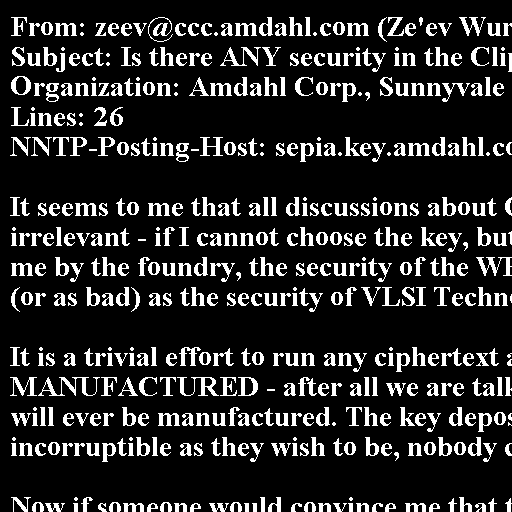 From: zeev@ccc.amdahl.com (Ze'ev Wur
Subject: Is there ANY security in the Cli
Organization: Amdahl Corp., Sunnyvale
Lines: 26
NNTP-Posting-Host: sepia.key.amdahl.co

It seems to me that all discussions about
irrelevant - if I cannot choose the key, but
me by the foundry, the security of the
(or as bad) as the security of VLSI Techno

It is a trivial effort to run any ciphertext a
MANUFACTURED - after all we are talk
will ever be manufactured. The key depos
incorruptible as they wish to be, nobody

Now if someone would convince me that